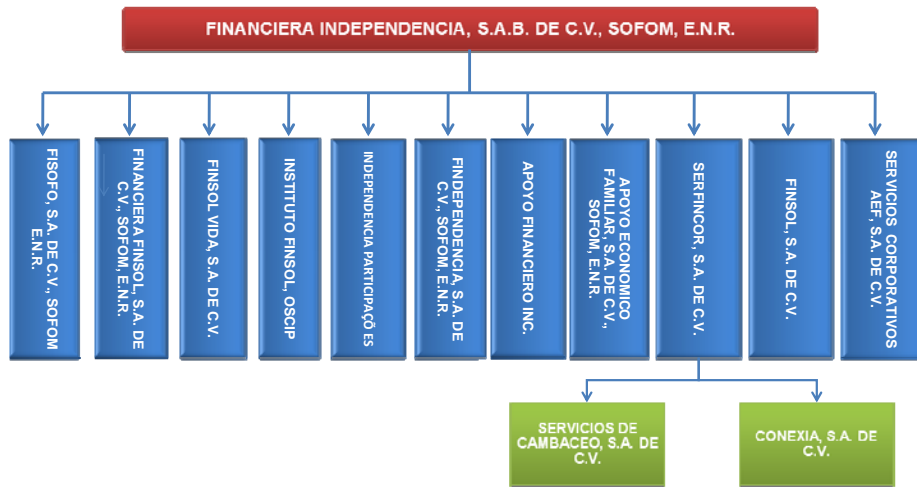 FINANCIERA INDEPENDENCIA, S.A.B. DE C.V., SOFOM, E.N.R.
FISOFO, S.A. DE C.V., SOFOM
E.N.R.
FINANCIERA FINSOL, S.A. DE
C.V., SOFOM, E.N.R.
FINSOL VIDA, S.A. DE C.V.
INSTITUTO FINSOL, OSCIP
INDEPENDENCIA PARTICIPAÇÕ ES
FINDEPENDENCIA, S.A. DE
C.V., SOFOM, E.N.R.
APOYO FINANCIERO INC.
APOYO ECONOMICO
FAMILIAR, S.A. DE C.V.,
SOFOM, E.N.R.
SERFINCOR, S.A. DE C.V.
FINSOL, S.A. DE C.V.
SERVICIOS CORPORATIVOS
AEF, S.A. DE C.V.
SERVICIOS DE
CAMBACEO, S.A. DE
C.V.
CONEXIA, S.A. DE
C.V.